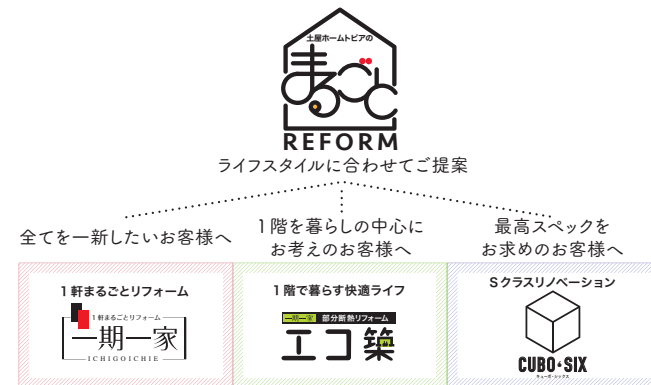 土屋ホームトピアの
まるごと
REFORM
ライフスタイルに合わせてご提案
全てを一新したいお客様へ
1階を暮らしの中心に
お考えのお客様へ
最高スペックを
お求めのお客様へ
1軒まるごとリフォーム
1軒まるごとリフォーム
一期一家
ICHIGOICHIE
1階で暮らす快適ライフ
一期一家 部分断熱リフォーム
エコ築
Sクラスリノベーション
CUBO・SIX
キューボ・シックス